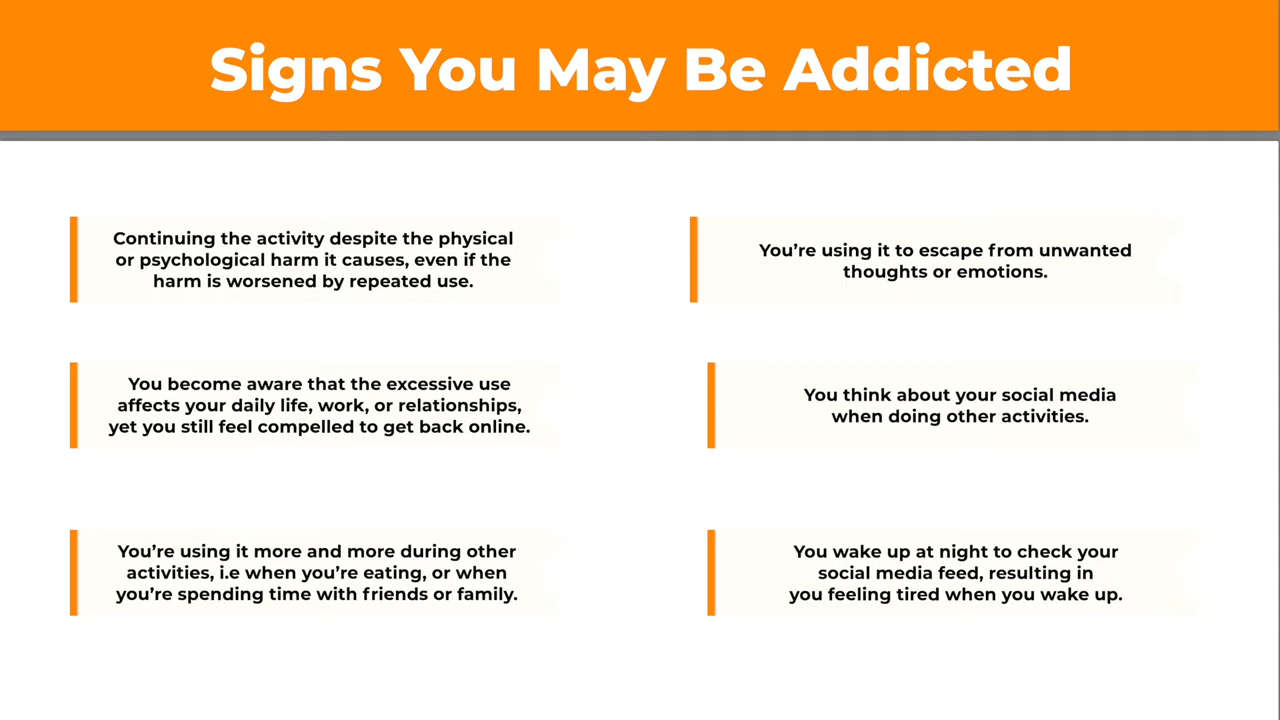 Signs You May Be Addicted
Continuing the activity despite the physical
or psychological harm it causes, even if the
harm is worsened by repeated use.
You’re using it to escape from unwanted
thoughts or emotions.
You become aware that the excessive use
affects your daily life, work, or relationships,
yet you still feel compelled to get back online.
You think about your social media
when doing other activities.
You’re using it more and more during other
activities, i.e when you’re eating, or when
you’re spending time with friends or family.
You wake up at night to check your
social media feed, resulting in
you feeling tired when you wake up.